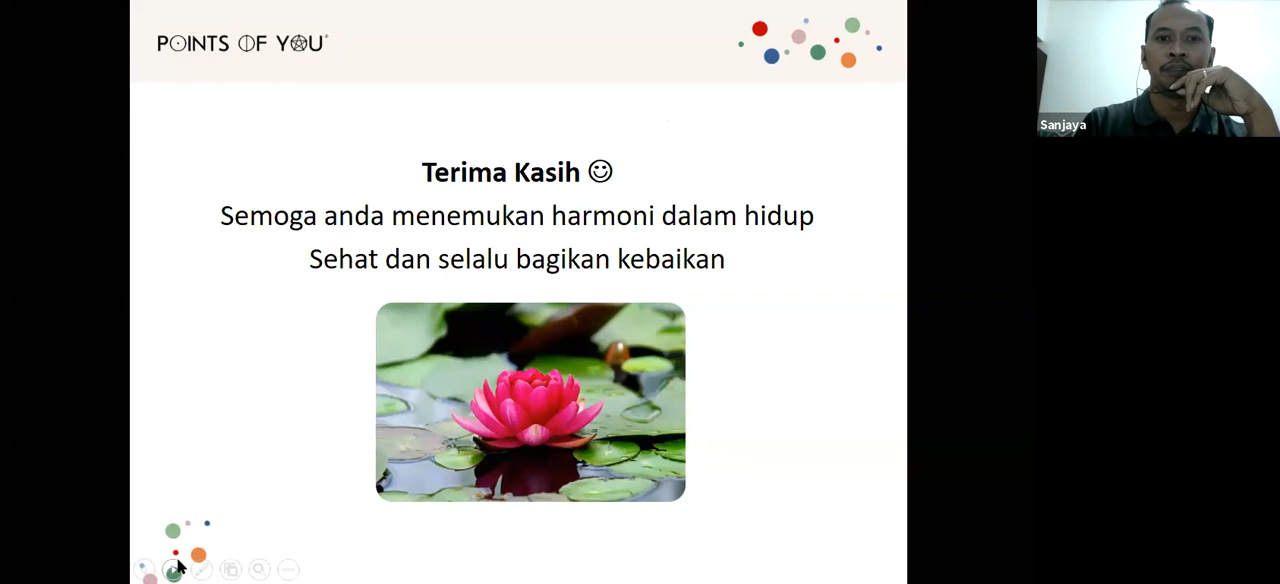 POINTS OF YOU®
Sanjaya
Terima Kasih ☺
Semoga anda menemukan harmoni dalam hidup
Sehat dan selalu bagikan kebaikan